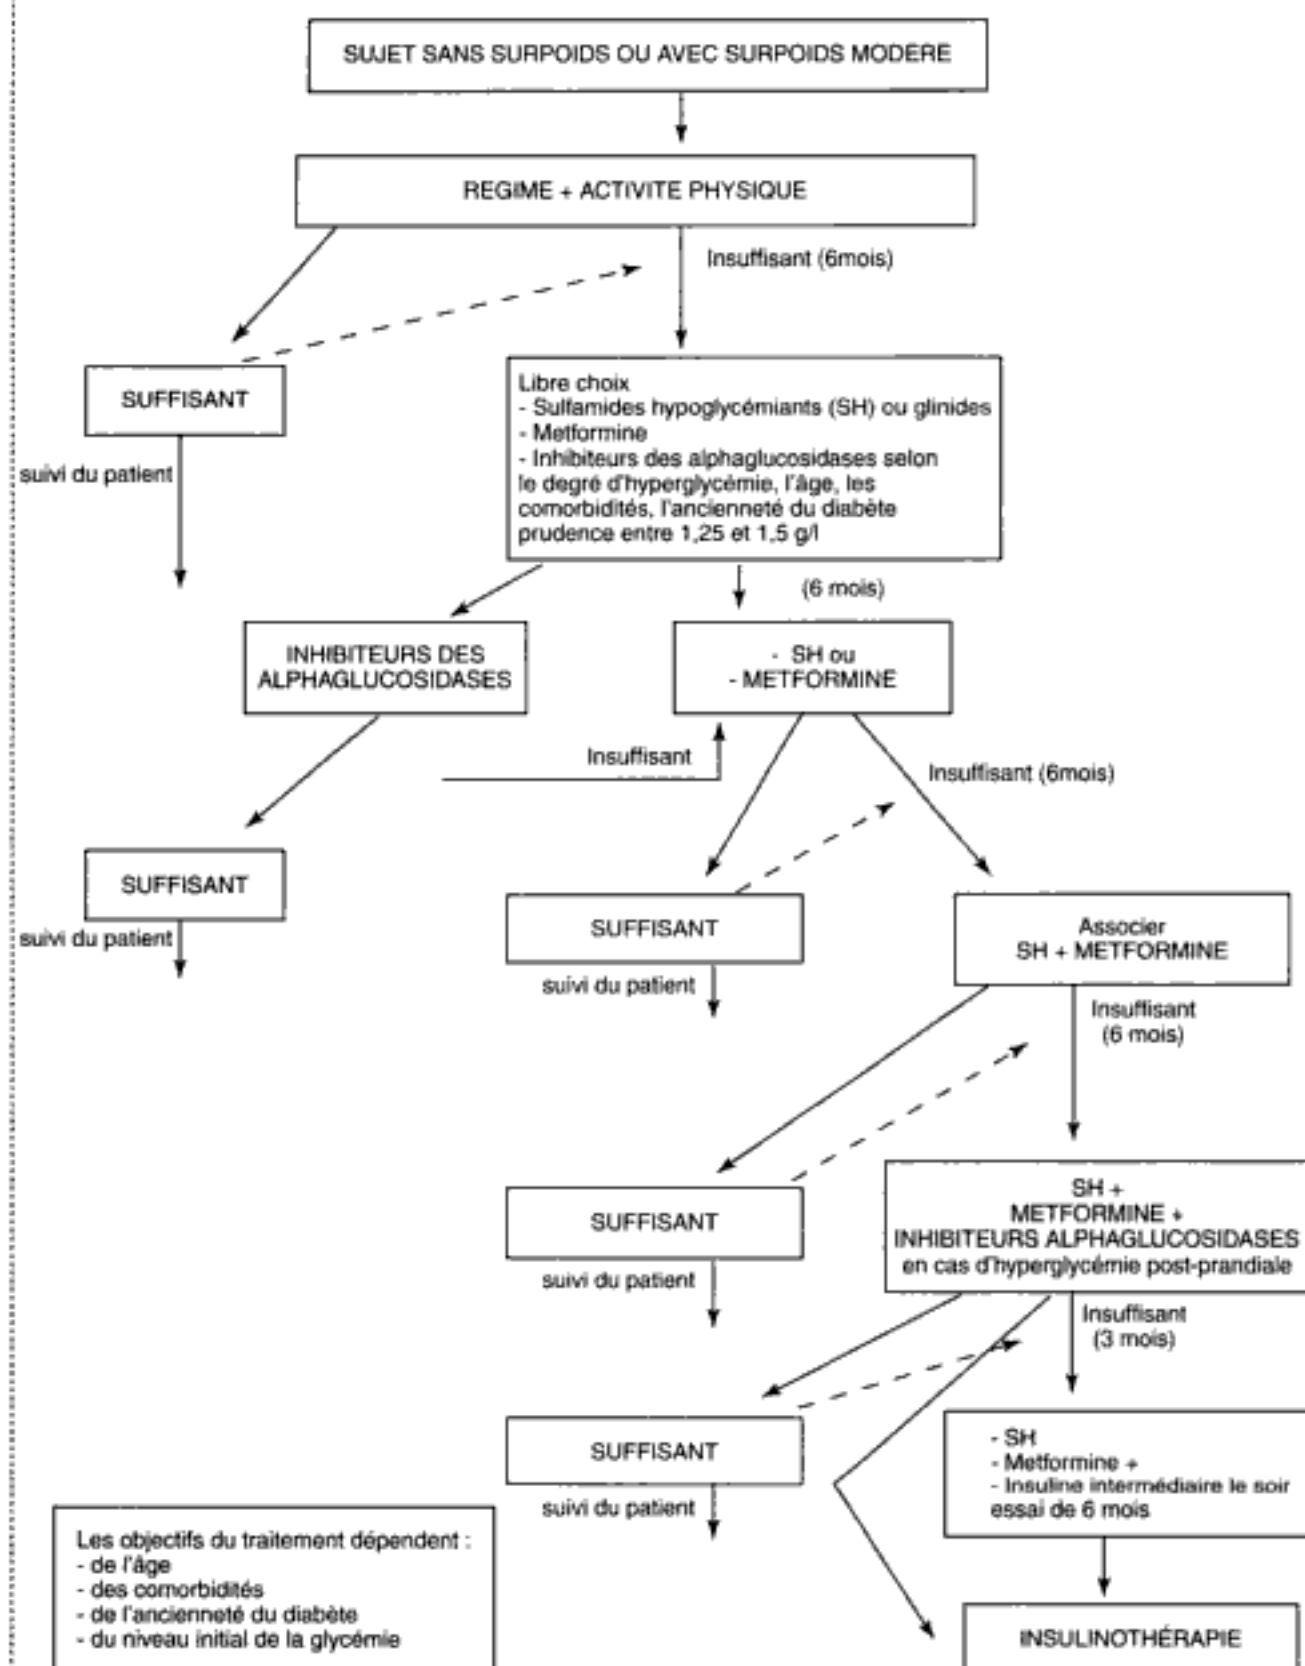 SUJET SANS SURPOIDS OU AVEC SURPOIDS MODERE
REGIME + ACTIVITE PHYSIQUE
Insuffisant (6mois)
SUFFISANT
suivi du patient
Libre choix
- Sulfamides hypoglycémiants (SH) ou glinides
- Metformine
- Inhibiteurs des alphaglucosidases selon
le degré d'hyperglycémie, l'âge, les
comorbidités, l'ancienneté du diabète
prudence entre 1,25 et 1,5 g/l
(6 mois)
INHIBITEURS DES
ALPHAGLUCOSIDASES
- SH ou
- METFORMINE
Insuffisant
Insuffisant (6mois)
SUFFISANT
suivi du patient
SUFFISANT
suivi du patient
Associer
SH + METFORMINE
Insuffisant
(6 mois)
SUFFISANT
suivi du patient
SH +
METFORMINE +
INHIBITEURS ALPHAGLUCOSIDASES
en cas d'hyperglycémie post-prandiale
Insuffisant
(3 mois)
SUFFISANT
suivi du patient
- SH
- Metformine +
- Insuline intermédiaire le soir
essai de 6 mois
Les objectifs du traitement dépendent :
- de l'âge
- des comorbidités
- de l'ancienneté du diabète
- du niveau initial de la glycémie
INSULINOTHÉRAPIE